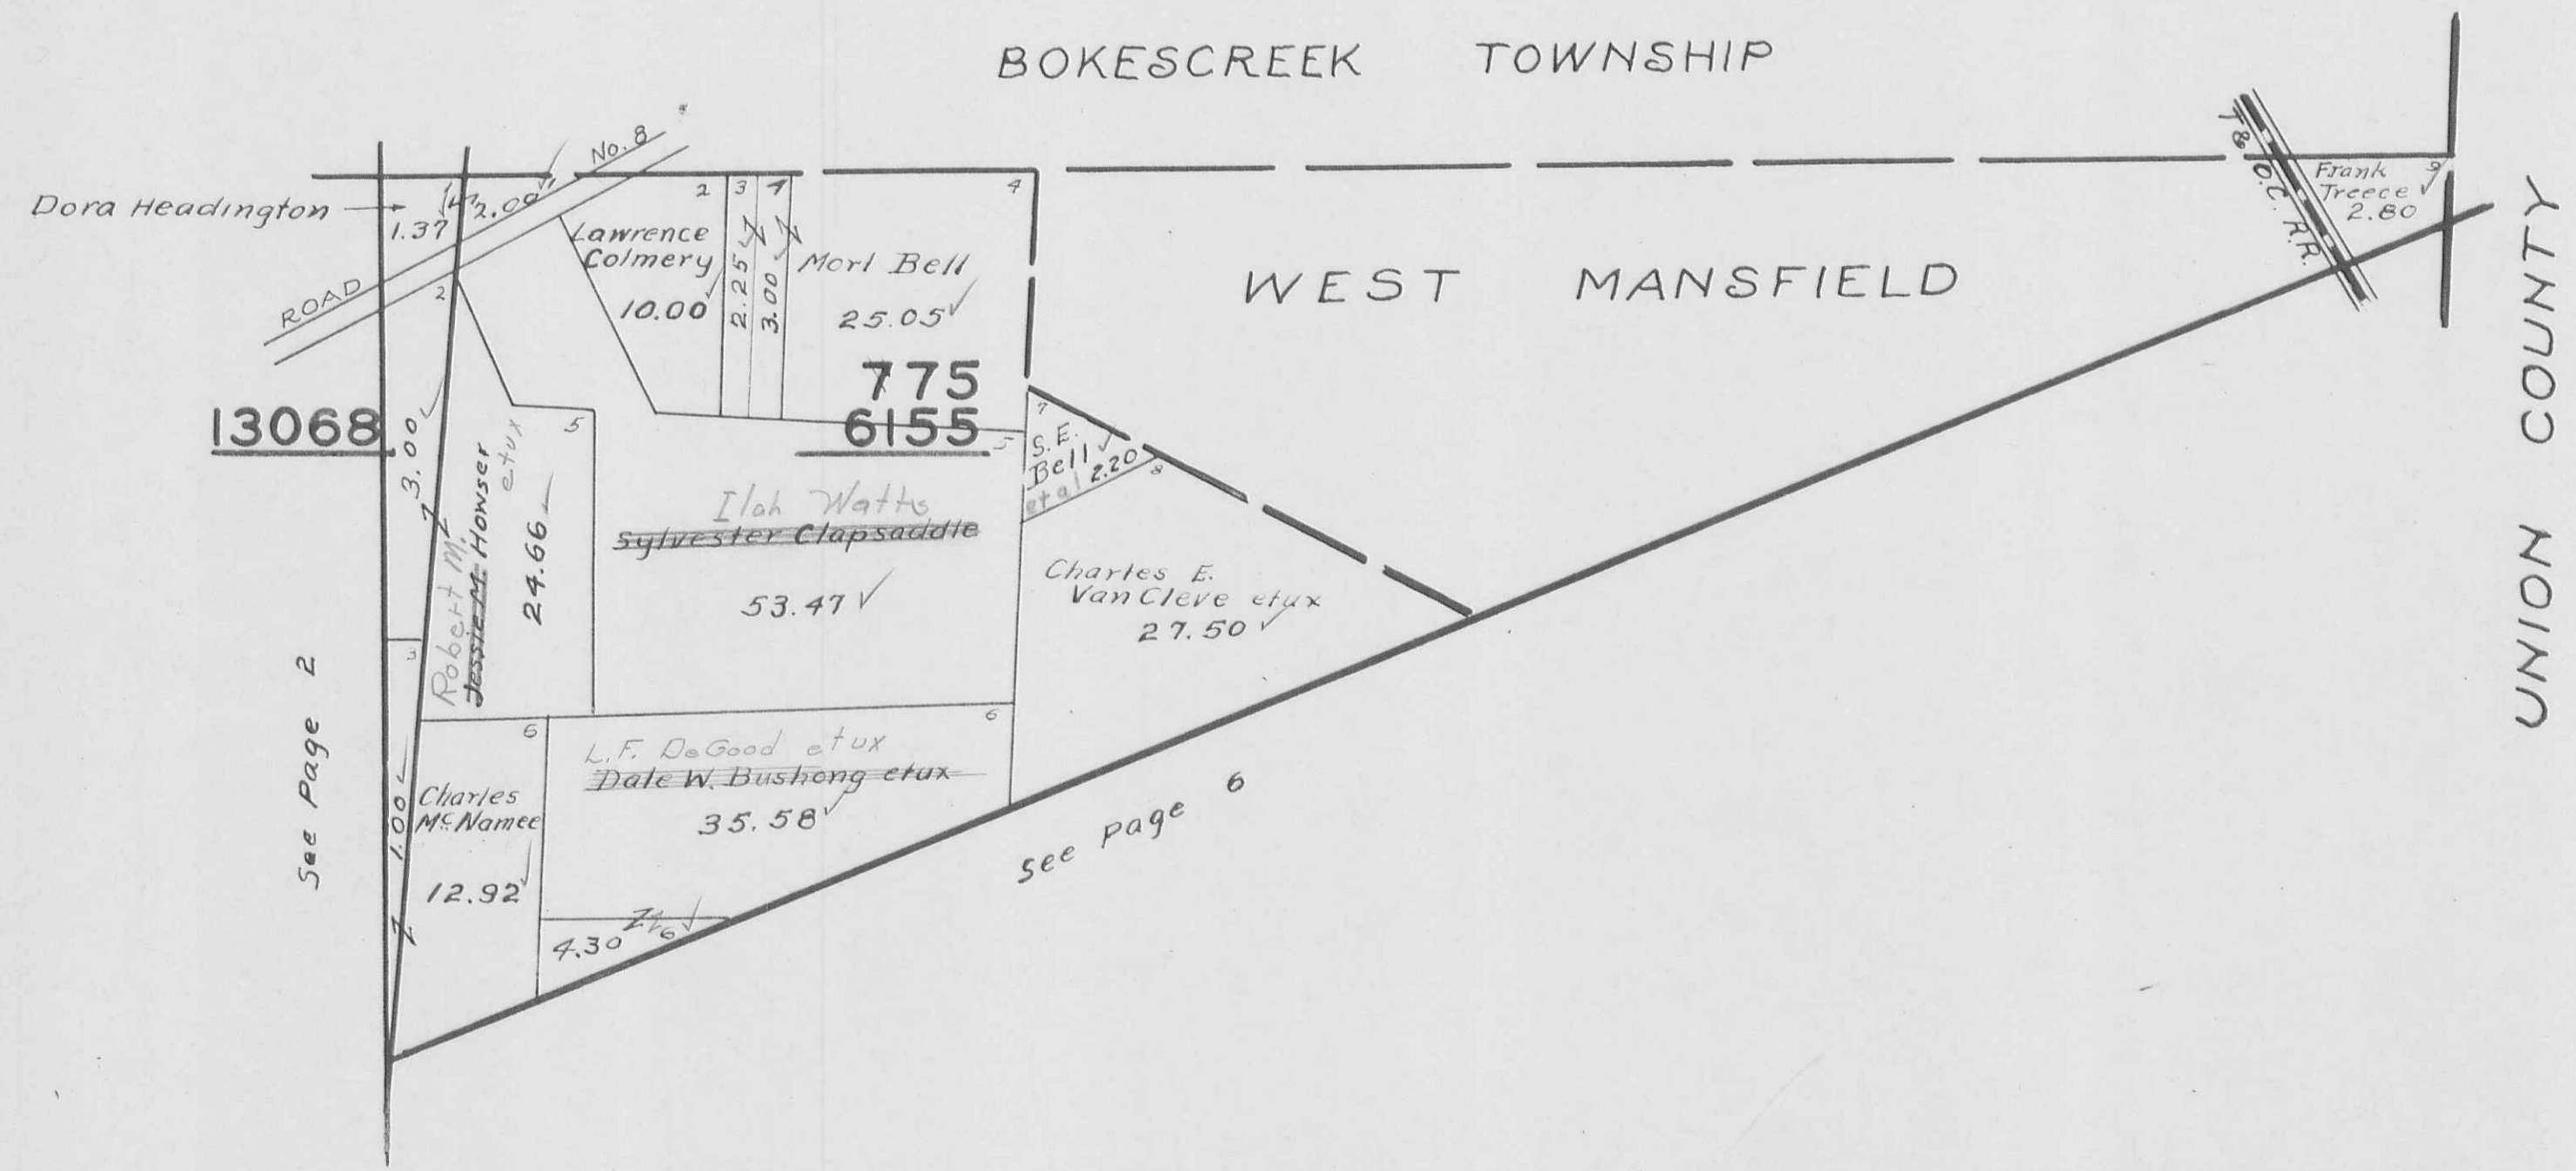 BOKESCREEK TOWNSHIP
No. 8
ROAD
Dora Headington
1.37
2.00
2
3
4
4
Lawrence
Colmery
10.00
2.25
3.00
Morl Bell
25.05
775
6155
WEST MANSFIELD
T & O.C. R.R.
Frank
Treece
2.80
9
UNION COUNTY
13068
2
3.00
3
1.00
Robert M.
Jessie M. Howser
etux
24.66
5
5
Ilah Watts
Sylvester Clapsaddle
53.47
7
S. E.
Bell
et al 2.20
8
Charles E.
Van Cleve etux
27.50
See Page 2
6
Charles
McNamee
12.92
6
L.F. DeGood etux
Dale W. Bushong etux
35.58
4.30
6
See page 6